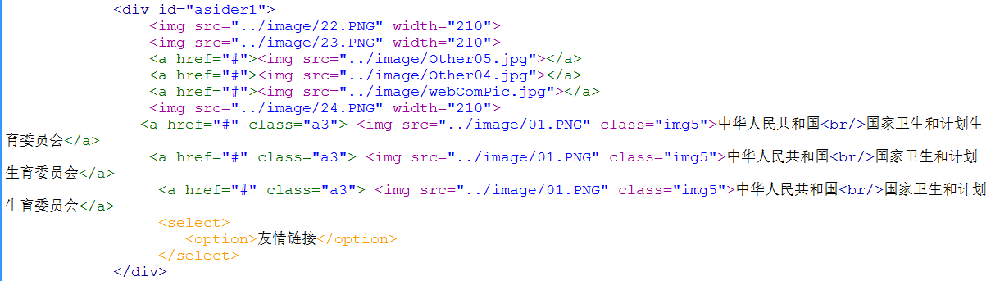 <div id="asider1">
<img src="../image/22.PNG" width="210">
<img src="../image/23.PNG" width="210">
<a href="#"><img src="../image/Other05.jpg"></a>
<a href="#"><img src="../image/Other04.jpg"></a>
<a href="#"><img src="../image/webComPic.jpg"></a>
<img src="../image/24.PNG" width="210">
<a href="#" class="a3"> <img src="../image/01.PNG" class="img5">中华人民共和国<br/>国家卫生和计划生
育委员会</a>
<a href="#" class="a3"> <img src="../image/01.PNG" class="img5">中华人民共和国<br/>国家卫生和计划
生育委员会</a>
<a href="#" class="a3"> <img src="../image/01.PNG" class="img5">中华人民共和国<br/>国家卫生和计划
生育委员会</a>
<select>
<option>友情链接</option>
</select>
</div>